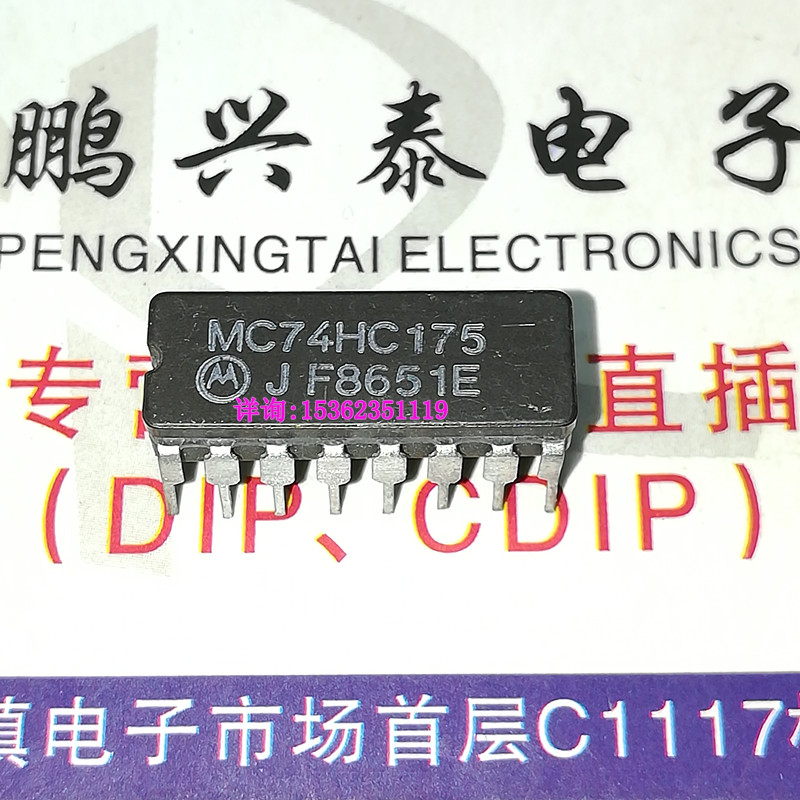 鹏兴泰电子
PENGXINGTAI ELECTRONICS
MC74HC175
J F8651E
详询:15362351119
专 直插
(DIP、CDIP)
镇电子市场首层C1117